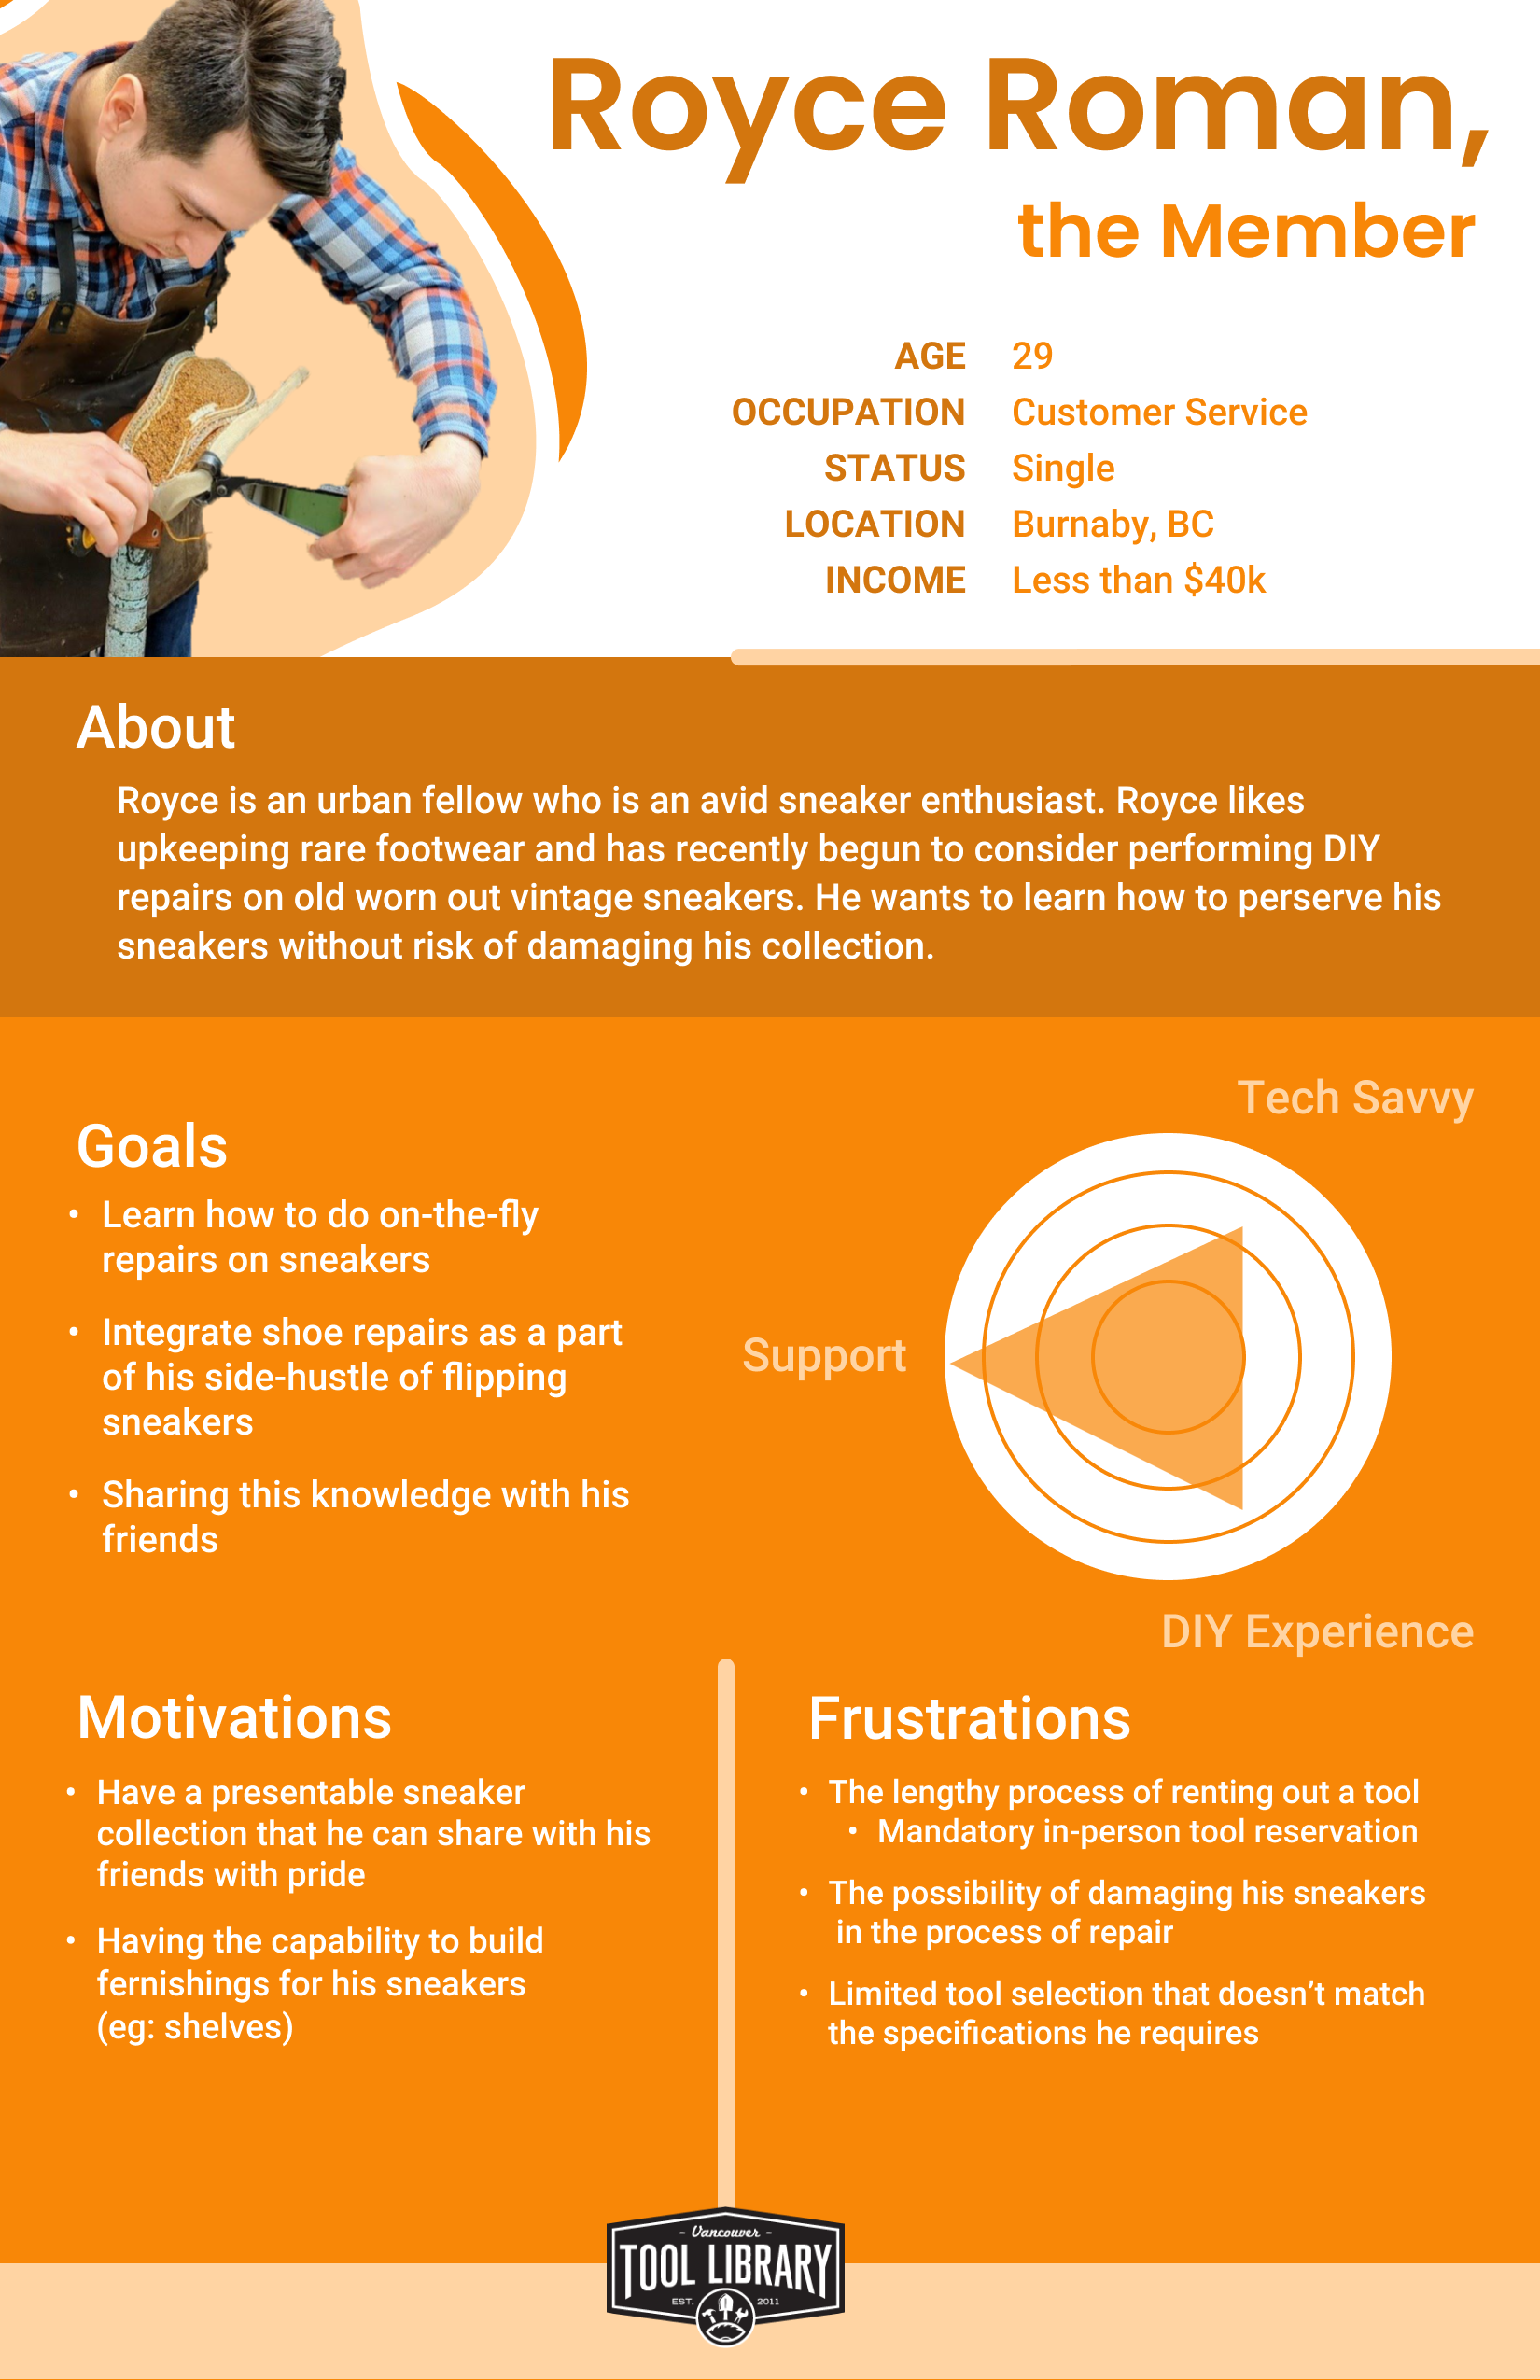 Royce Roman,
the Member
AGE 29
OCCUPATION Customer Service
STATUS Single
LOCATION Burnaby, BC
INCOME Less than $40k
About
Royce is an urban fellow who is an avid sneaker enthusiast. Royce likes
upkeeping rare footwear and has recently begun to consider performing DIY
repairs on old worn out vintage sneakers. He wants to learn how to perserve his
sneakers without risk of damaging his collection.
Goals
• Learn how to do on-the-fly
repairs on sneakers
• Integrate shoe repairs as a part
of his side-hustle of flipping
sneakers
• Sharing this knowledge with his
friends
Tech Savvy
Support
DIY Experience
Motivations
• Have a presentable sneaker
collection that he can share with his
friends with pride
• Having the capability to build
fernishings for his sneakers
(eg: shelves)
Frustrations
• The lengthy process of renting out a tool
• Mandatory in-person tool reservation
• The possibility of damaging his sneakers
in the process of repair
• Limited tool selection that doesn’t match
the specifications he requires
- Vancouver -
TOOL LIBRARY
EST. 2011